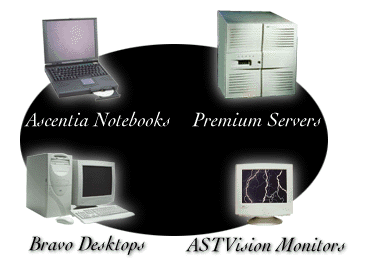 Ascentia Notebooks
Premium Servers
Bravo Desktops
ASTVision Monitors